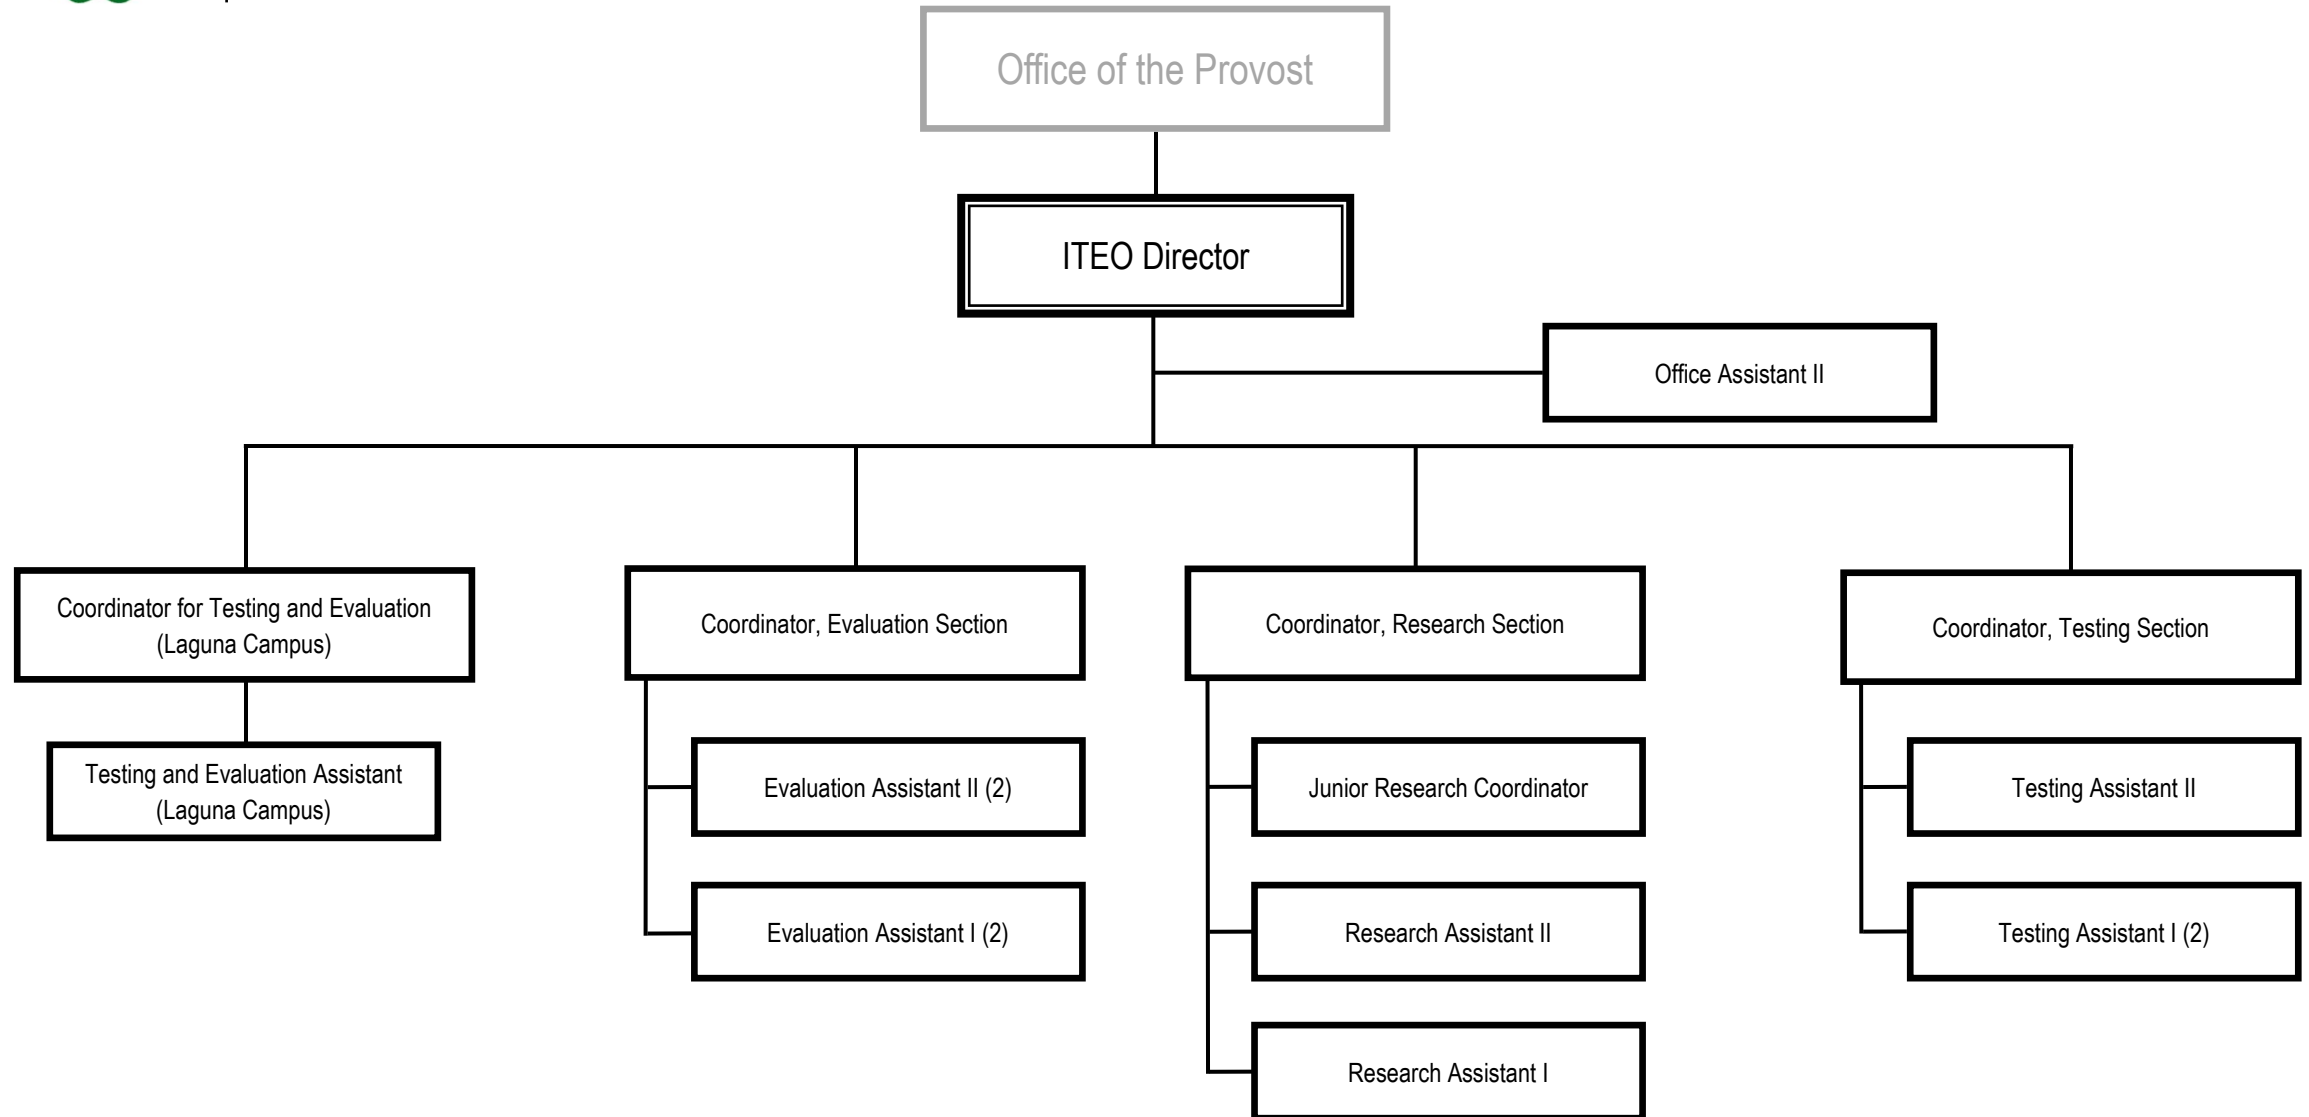 Office of the Provost
ITEO Director
Office Assistant II
Coordinator for Testing and Evaluation
(Laguna Campus)
Coordinator, Evaluation Section
Coordinator, Research Section
Coordinator, Testing Section
Testing and Evaluation Assistant
(Laguna Campus)
Evaluation Assistant II (2)
Junior Research Coordinator
Testing Assistant II
Evaluation Assistant I (2)
Research Assistant II
Testing Assistant I (2)
Research Assistant I